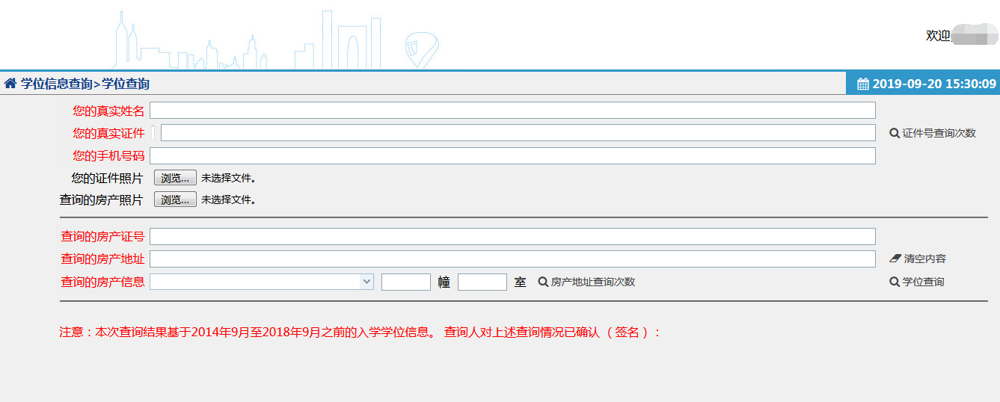 欢迎
学位信息查询>学位查询
2019-09-20 15:30:09
您的真实姓名
您的真实证件 证件号查询次数
您的手机号码
您的证件照片 浏览... 未选择文件。
查询的房产照片 浏览... 未选择文件。
查询的房产证号
查询的房产地址 清空内容
查询的房产信息 幢 室 房产地址查询次数 学位查询
注意：本次查询结果基于2014年9月至2018年9月之前的入学学位信息。 查询人对上述查询情况已确认 （ 签名 ）：